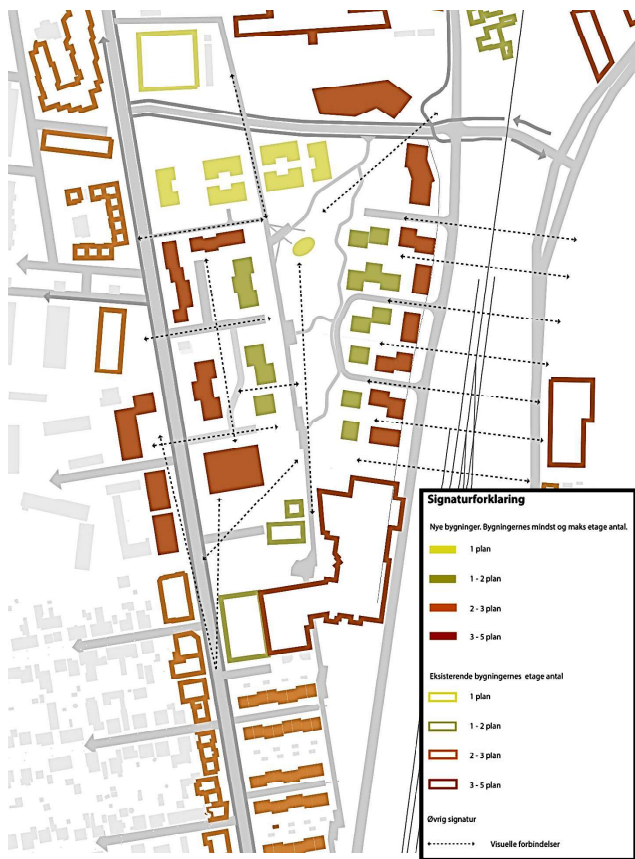 Signaturforklaring
Nye bygninger. Bygningernes mindst og maks etage antal.
1 plan
1 - 2 plan
2 - 3 plan
3 - 5 plan
Eksisterende bygningernes etage antal
1 plan
1 - 2 plan
2 - 3 plan
3 - 5 plan
Øvrig signatur
Visuelle forbindelser